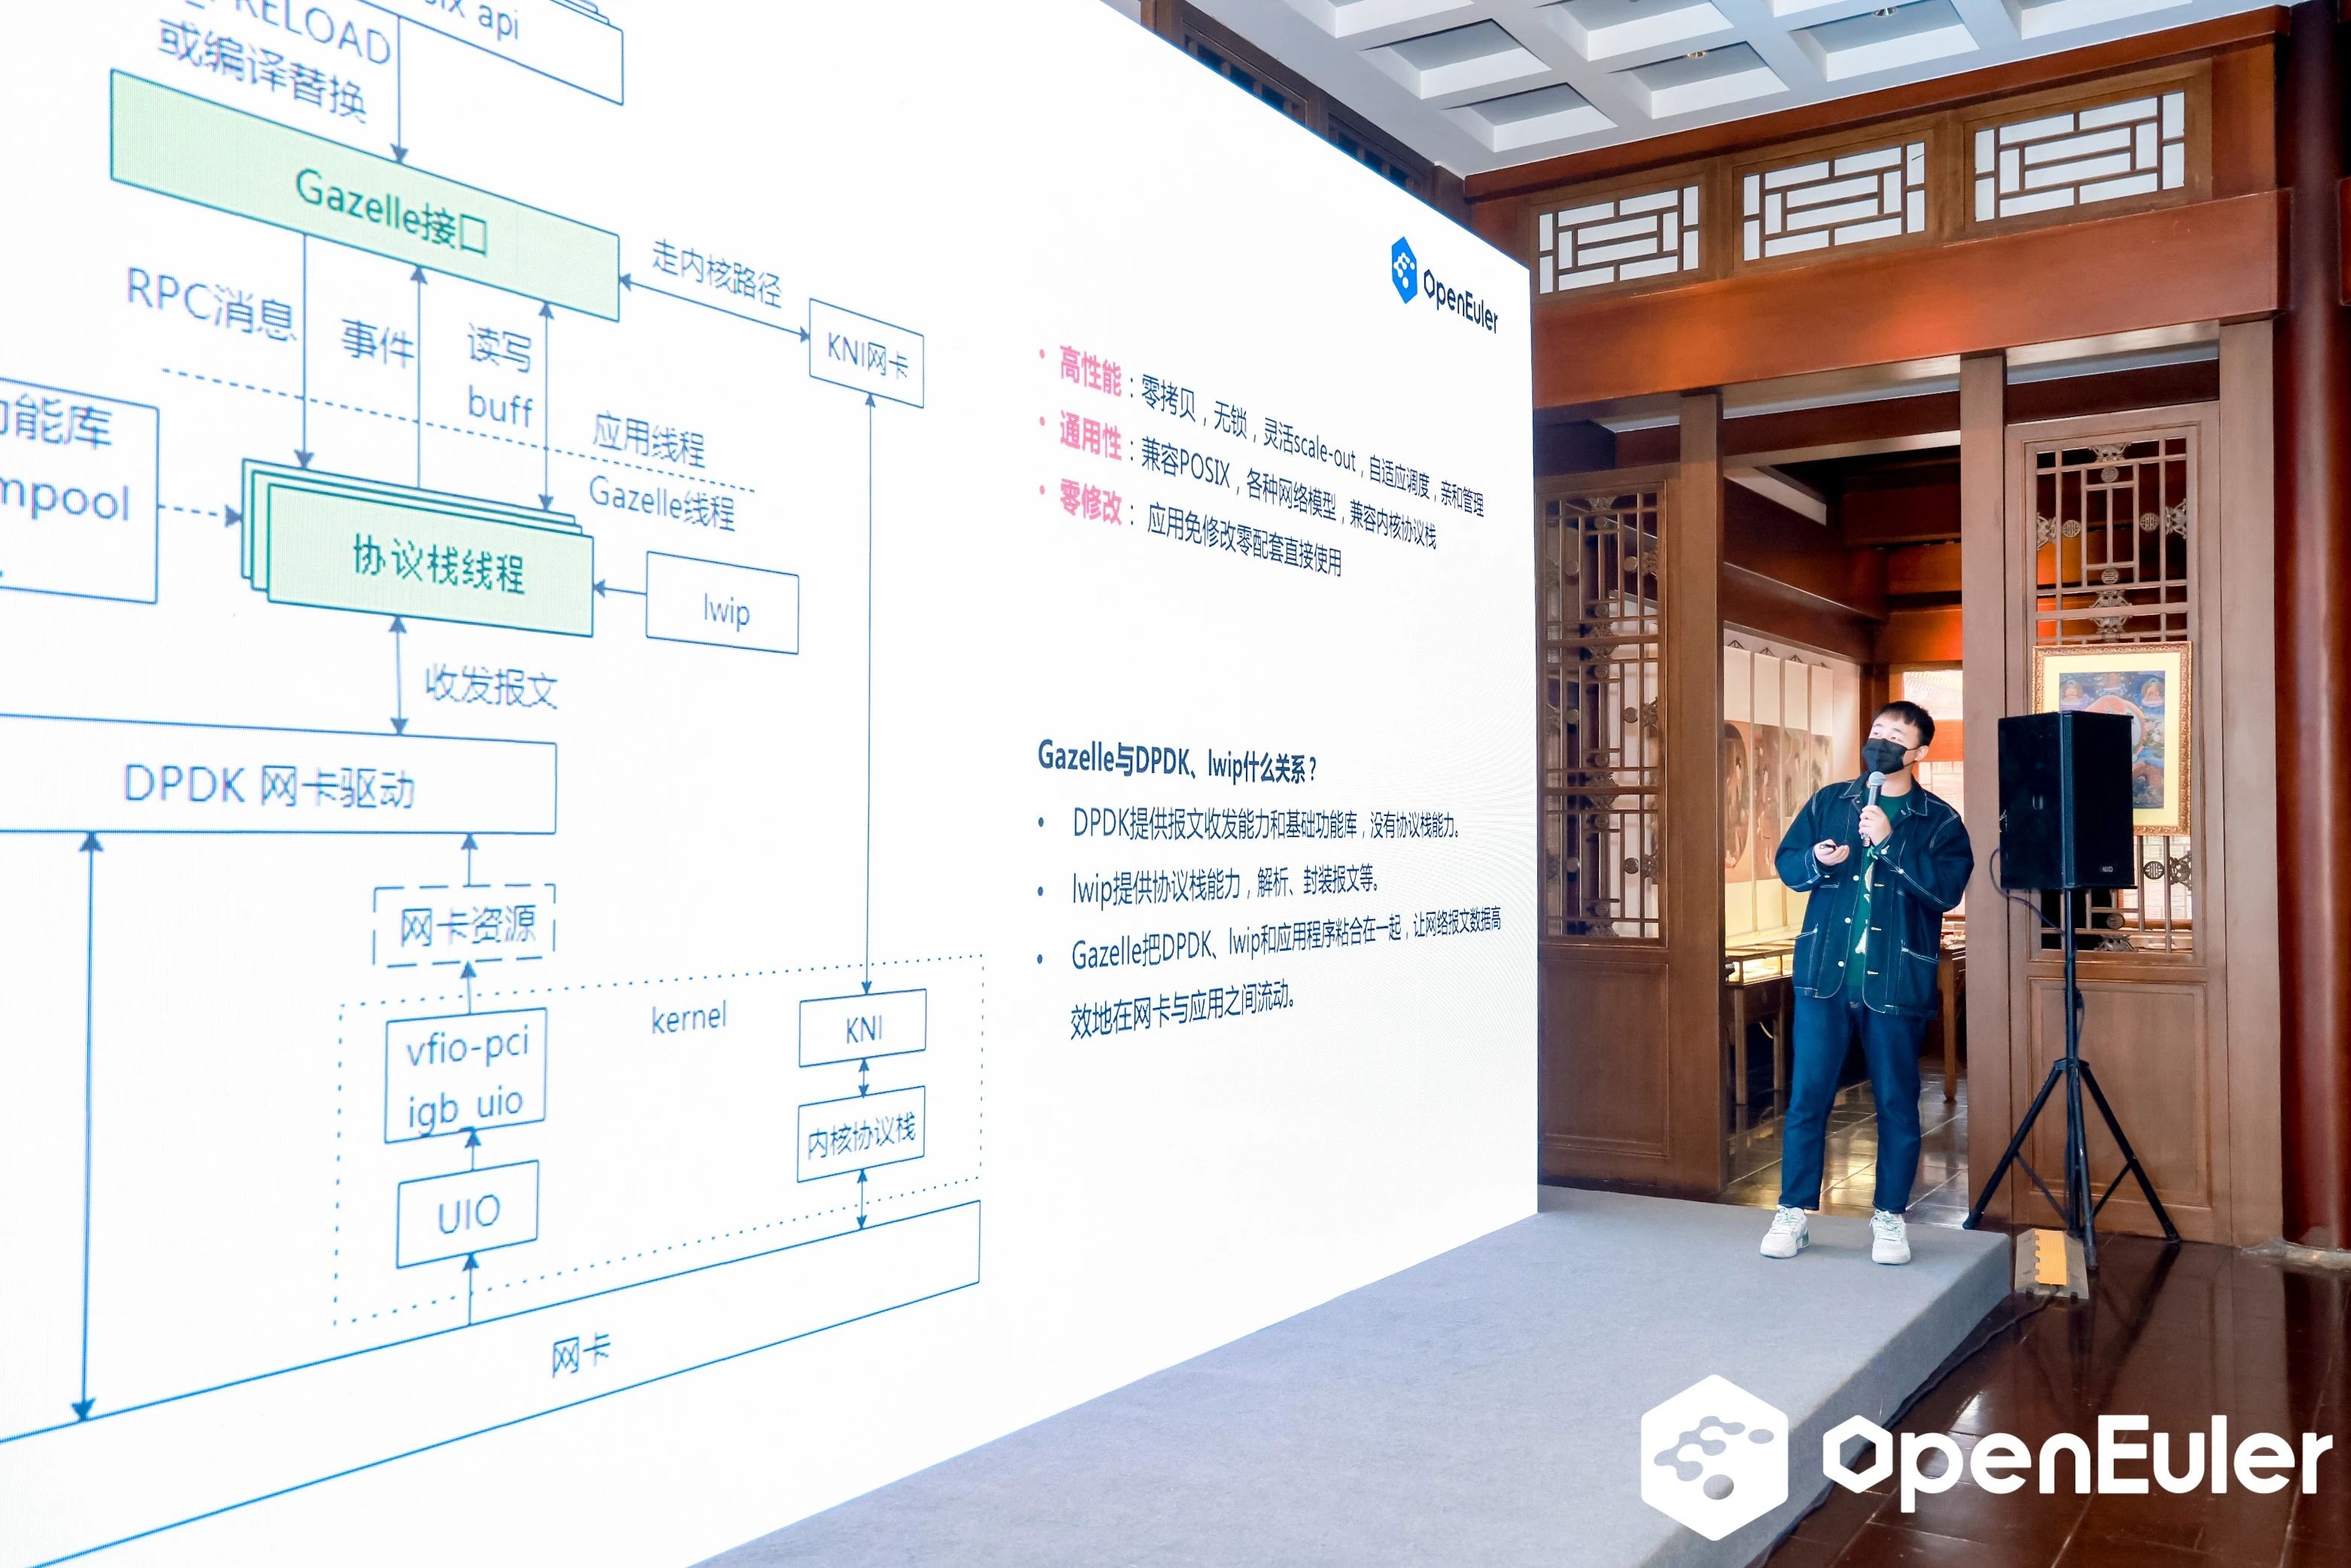 PRELOAD
api
或编译替换
Gazelle接口
RPC消息
事件
读写
buff
走内核路径
KNI网卡
应用线程
Gazelle线程
能库
mpool
协议栈线程
lwip
收发报文
DPDK 网卡驱动
网卡资源
vfio-pci
igb_uio
UIO
kernel
KNI
内核协议栈
网卡
OpenEuler
• 高性能：零拷贝，无锁，灵活scale-out，自适应调度，亲和管理
• 通用性：兼容POSIX，各种网络模型，兼容内核协议栈
• 零修改： 应用免修改零配套直接使用
Gazelle与DPDK、lwip什么关系？
• DPDK提供报文收发能力和基础功能库，没有协议栈能力。
• lwip提供协议栈能力，解析、封装报文等。
• Gazelle把DPDK、lwip和应用程序粘合在一起，让网络报文数据高
效地在网卡与应用之间流动。
OpenEuler